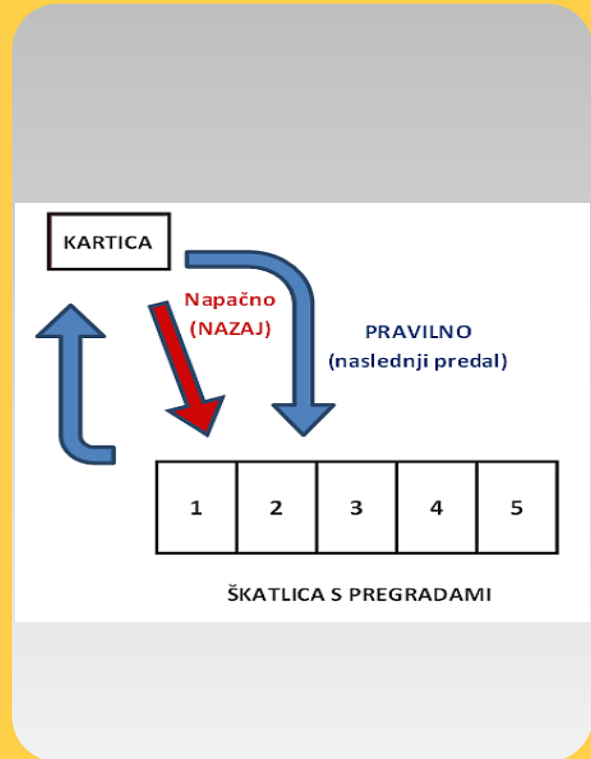 KARTICA
Napačno
(NAZAJ)
PRAVILNO
(naslednji predal)
1 2 3 4 5
ŠKATLICA S PREGRADAMI